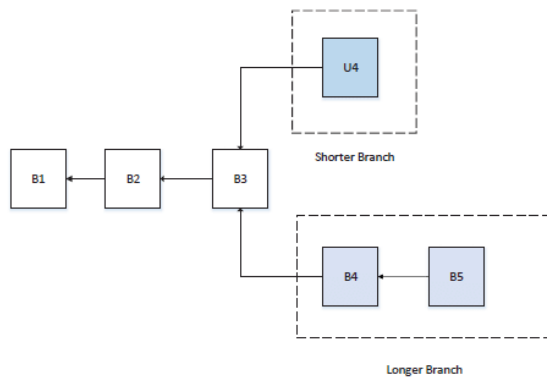 U4
Shorter Branch
B1
B2
B3
B4
B5
Longer Branch